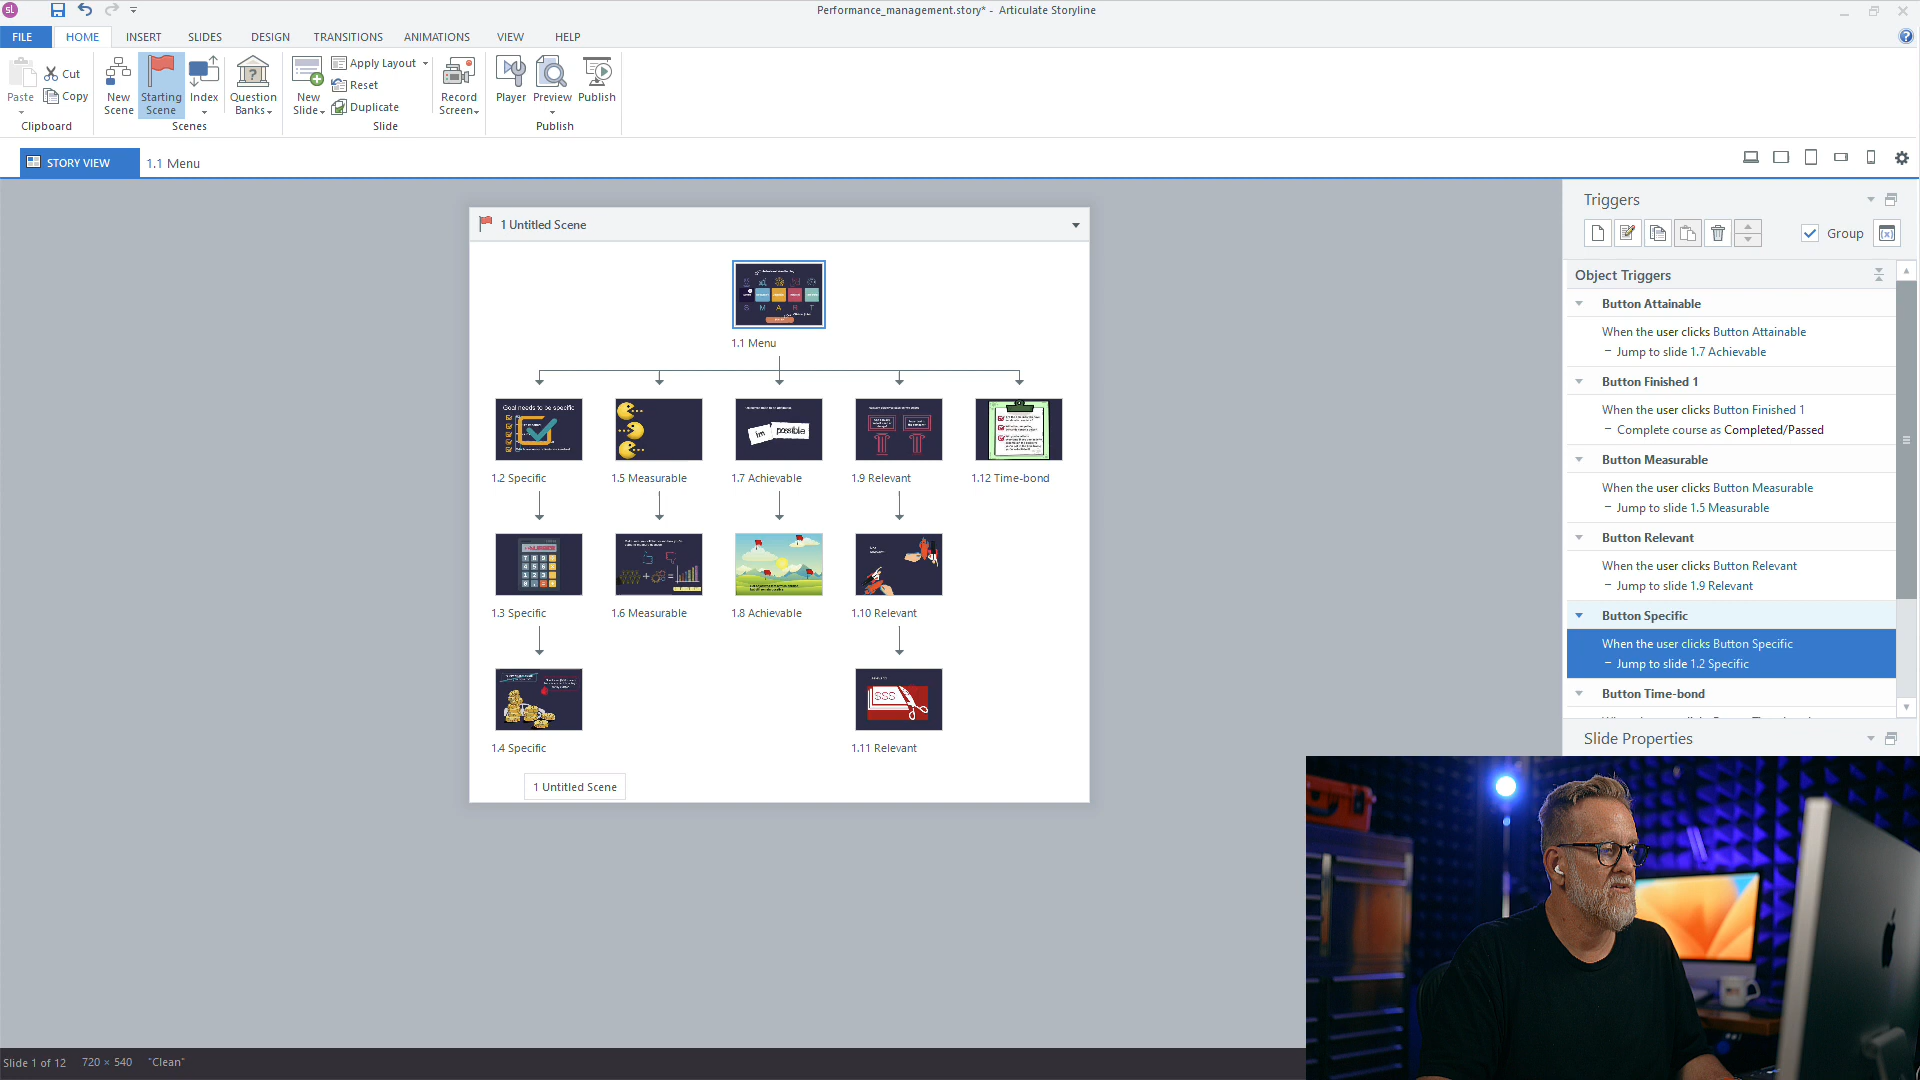 Performance_management.story* - Articulate Storyline
FILE
HOME
INSERT
SLIDES
DESIGN
TRANSITIONS
ANIMATIONS
VIEW
HELP
Paste
Cut
Copy
Clipboard
New Scene
Starting Scene
Index
Question Banks
Scenes
New Slide
Apply Layout
Reset
Duplicate
Slide
Record Screen
Player
Preview
Publish
Publish
STORY VIEW
1.1 Menu
1 Untitled Scene
S M A R T
1.1 Menu
Goal needs to be specific
im possible
1.2 Specific
1.5 Measurable
1.7 Achievable
1.9 Relevant
1.12 Time-bond
1.3 Specific
1.6 Measurable
1.8 Achievable
1.10 Relevant
$$$
1.4 Specific
1.11 Relevant
1 Untitled Scene
Triggers
Group
Object Triggers
Button Attainable
When the user clicks Button Attainable
Jump to slide 1.7 Achievable
Button Finished 1
When the user clicks Button Finished 1
Complete course as Completed/Passed
Button Measurable
When the user clicks Button Measurable
Jump to slide 1.5 Measurable
Button Relevant
When the user clicks Button Relevant
Jump to slide 1.9 Relevant
Button Specific
When the user clicks Button Specific
Jump to slide 1.2 Specific
Button Time-bond
Slide Properties
Slide 1 of 12
720 × 540
"Clean"